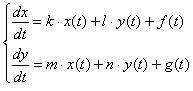 dx/dt = k · x(t) + l · y(t) + f(t)
dy/dt = m · x(t) + n · y(t) + g(t)